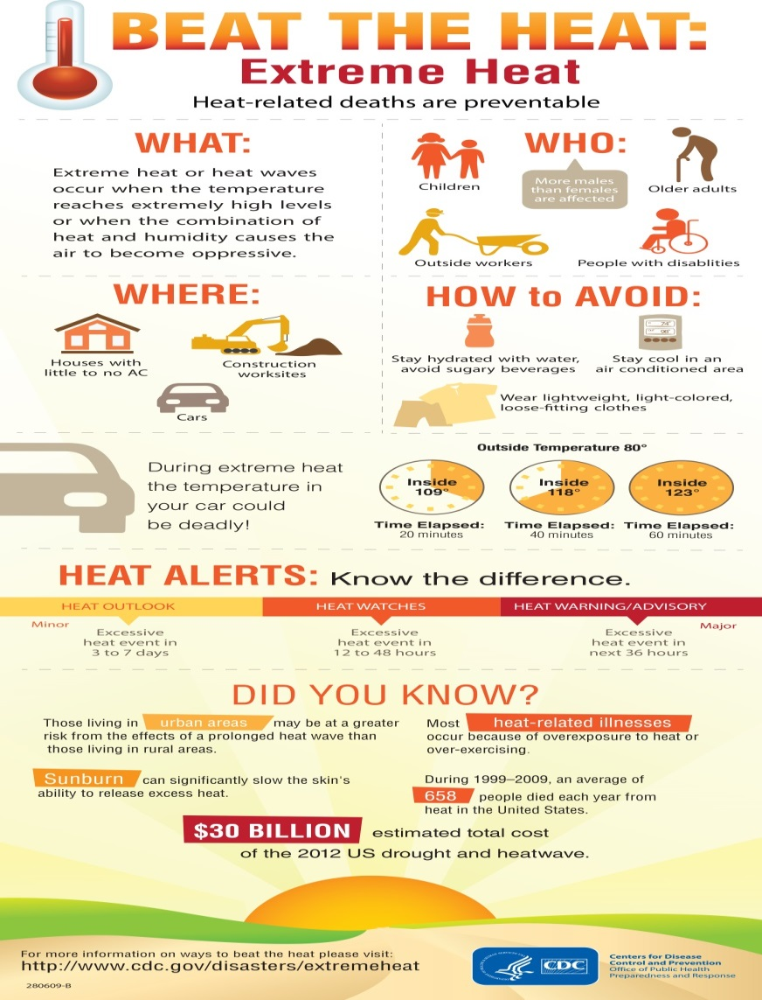 BEAT THE HEAT:
Extreme Heat
Heat-related deaths are preventable
WHAT:
Extreme heat or heat waves
occur when the temperature
reaches extremely high levels
or when the combination of
heat and humidity causes the
air to become oppressive.
WHO:
Children
More males
than females
are affected
Older adults
Outside workers
People with disablities
WHERE:
Houses with
little to no AC
Construction
worksites
Cars
HOW to AVOID:
Stay hydrated with water,
avoid sugary beverages
74°
Stay cool in an
air conditioned area
Wear lightweight, light-colored,
loose-fitting clothes
During extreme heat
the temperature in
your car could
be deadly!
Outside Temperature 80°
Inside
109°
Time Elapsed:
20 minutes
Inside
118°
Time Elapsed:
40 minutes
Inside
123°
Time Elapsed:
60 minutes
HEAT ALERTS: Know the difference.
HEAT OUTLOOK
HEAT WATCHES
HEAT WARNING/ADVISORY
Minor
Excessive
heat event in
3 to 7 days
Excessive
heat event in
12 to 48 hours
Excessive
heat event in
next 36 hours
Major
DID YOU KNOW?
Those living in urban areas may be at a greater
risk from the effects of a prolonged heat wave than
those living in rural areas.
Most heat-related illnesses
occur because of overexposure to heat or
over-exercising.
Sunburn can significantly slow the skin's
ability to release excess heat.
During 1999–2009, an average of
658 people died each year from
heat in the United States.
$30 BILLION estimated total cost
of the 2012 US drought and heatwave.
For more information on ways to beat the heat please visit:
http://www.cdc.gov/disasters/extremeheat
280609-B
CDC
Centers for Disease
Control and Prevention
Office of Public Health
Preparedness and Response